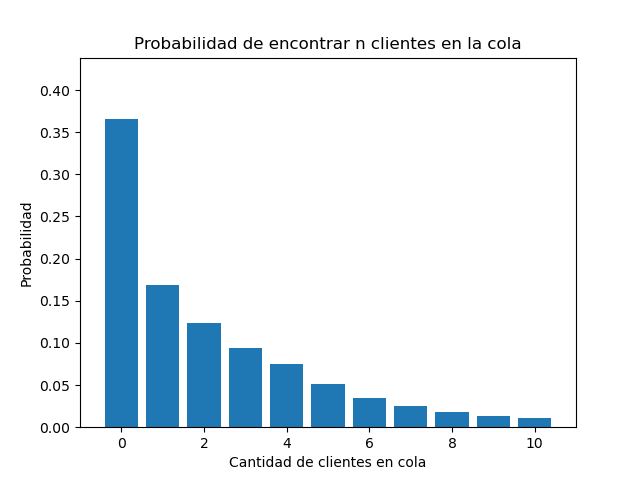 Probabilidad de encontrar n clientes en la cola
0.40
0.35
0.30
0.25
0.20
0.15
0.10
0.05
0.00
Probabilidad
0 2 4 6 8 10
Cantidad de clientes en cola